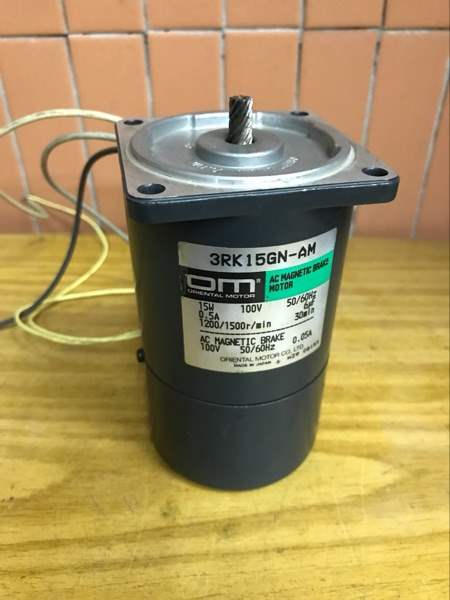 3RK15GN-AM
OM
ORIENTAL MOTOR
AC MAGNETIC BRAKE
MOTOR
15W 100V 50/60Hz
0.5A 6µF
1200/1500r/min 30min
AC MAGNETIC BRAKE
100V 50/60Hz 0.05A
ORIENTAL MOTOR CO., LTD.
MADE IN JAPAN